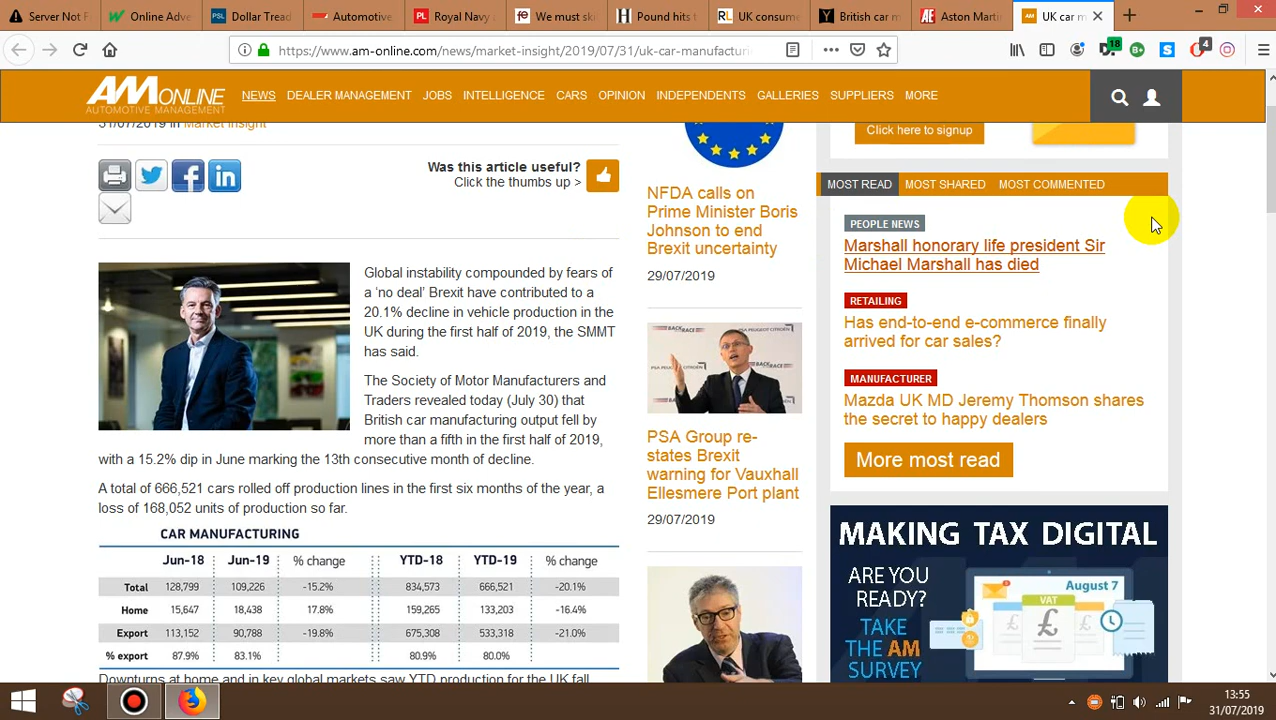 Server Not F
Online Adve
PSL Dollar Tread
Automotive
PL Royal Navy
fe We must ski
H Pound hits t
RL UK consume
Y British car m
AE Aston Marti
AM UK car m
https://www.am-online.com/news/market-insight/2019/07/31/uk-car-manufacturi
18
4
AM ONLINE
AUTOMOTIVE MANAGEMENT
NEWS DEALER MANAGEMENT JOBS INTELLIGENCE CARS OPINION INDEPENDENTS GALLERIES SUPPLIERS MORE
31/07/2019 in Market Insight
Was this article useful?
Click the thumbs up >
Global instability compounded by fears of
a ‘no deal’ Brexit have contributed to a
20.1% decline in vehicle production in the
UK during the first half of 2019, the SMMT
has said.
The Society of Motor Manufacturers and
Traders revealed today (July 30) that
British car manufacturing output fell by
more than a fifth in the first half of 2019,
with a 15.2% dip in June marking the 13th consecutive month of decline.
A total of 666,521 cars rolled off production lines in the first six months of the year, a
loss of 168,052 units of production so far.
CAR MANUFACTURING
Jun-18 Jun-19 % change YTD-18 YTD-19 % change
Total 128,799 109,226 -15.2% 834,573 666,521 -20.1%
Home 15,647 18,438 17.8% 159,265 133,203 -16.4%
Export 113,152 90,788 -19.8% 675,308 533,318 -21.0%
% export 87.9% 83.1% 80.9% 80.0%
Downturns at home and in key global markets saw YTD production for the UK fall
NFDA calls on
Prime Minister Boris
Johnson to end
Brexit uncertainty
29/07/2019
PSA PEUGEOT CITROËN
BACK RACE
PSA Group re-
states Brexit
warning for Vauxhall
Ellesmere Port plant
29/07/2019
Click here to signup
MOST READ MOST SHARED MOST COMMENTED
PEOPLE NEWS
Marshall honorary life president Sir
Michael Marshall has died
RETAILING
Has end-to-end e-commerce finally
arrived for car sales?
MANUFACTURER
Mazda UK MD Jeremy Thomson shares
the secret to happy dealers
More most read
MAKING TAX DIGITAL
ARE YOU
READY?
TAKE
THE AM
SURVEY
August 7
VAT
£
13:55
31/07/2019